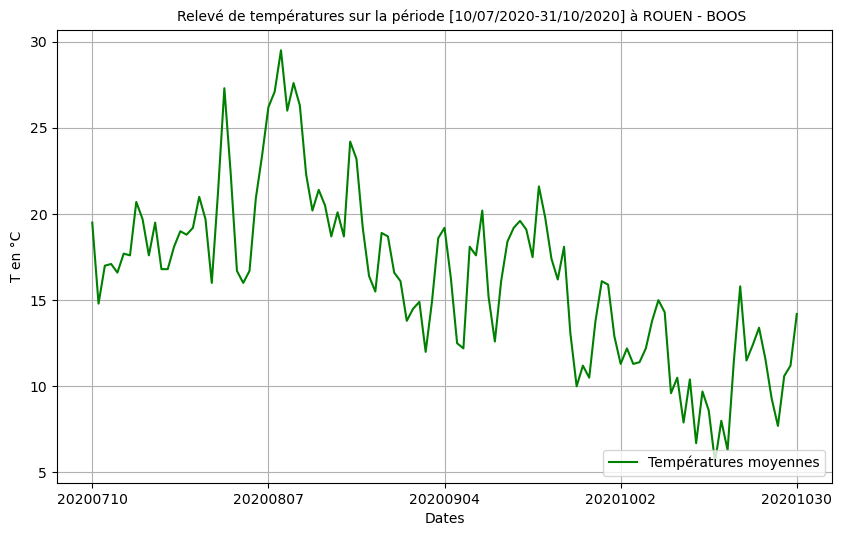 Relevé de températures sur la période [10/07/2020-31/10/2020] à ROUEN - BOOS
30
25
20
15
10
5
T en °C
Températures moyennes
20200710 20200807 20200904 20201002 20201030
Dates